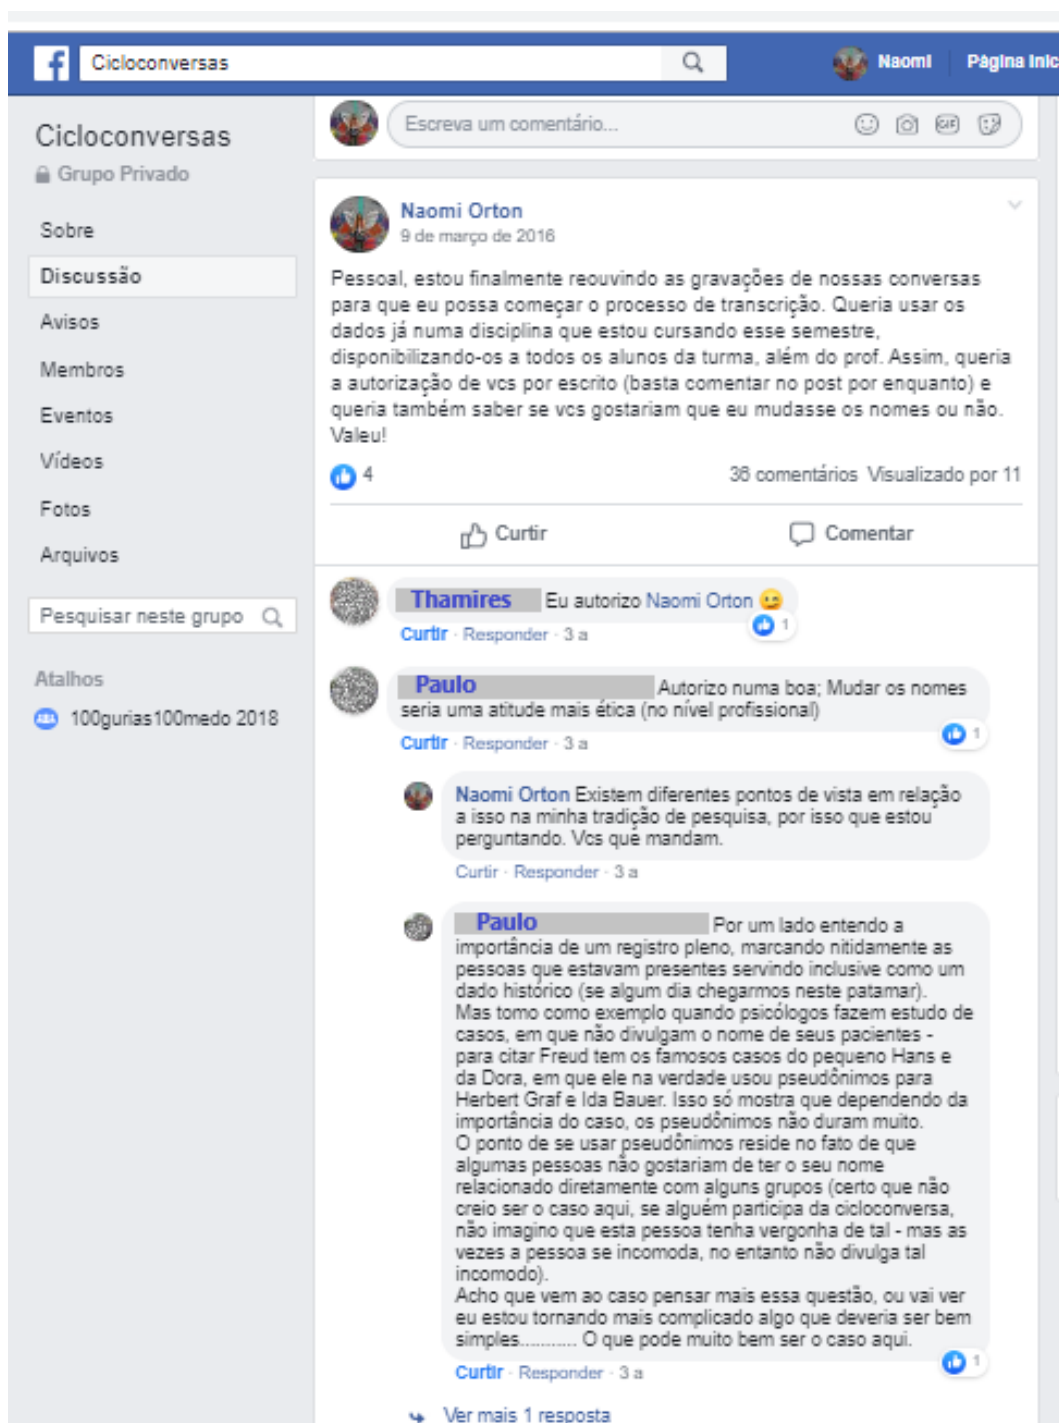 Cicloconversas
Naomi
Página Inic
Cicloconversas
Grupo Privado
Sobre
Discussão
Avisos
Membros
Eventos
Vídeos
Fotos
Arquivos
Pesquisar neste grupo
Atalhos
100gurias100medo 2018
Escreva um comentário...
GIF
Naomi Orton
9 de março de 2016
Pessoal, estou finalmente reouvindo as gravações de nossas conversas
para que eu possa começar o processo de transcrição. Queria usar os
dados já numa disciplina que estou cursando esse semestre,
disponibilizando-os a todos os alunos da turma, além do prof. Assim, queria
a autorização de vcs por escrito (basta comentar no post por enquanto) e
queria também saber se vcs gostariam que eu mudasse os nomes ou não.
Valeu!
4
36 comentários Visualizado por 11
Curtir
Comentar
Thamires Eu autorizo Naomi Orton
1
Curtir · Responder · 3 a
Paulo Autorizo numa boa; Mudar os nomes
seria uma atitude mais ética (no nível profissional)
1
Curtir · Responder · 3 a
Naomi Orton Existem diferentes pontos de vista em relação
a isso na minha tradição de pesquisa, por isso que estou
perguntando. Vcs que mandam.
Curtir · Responder · 3 a
Paulo Por um lado entendo a
importância de um registro pleno, marcando nitidamente as
pessoas que estavam presentes servindo inclusive como um
dado histórico (se algum dia chegarmos neste patamar).
Mas tomo como exemplo quando psicólogos fazem estudo de
casos, em que não divulgam o nome de seus pacientes -
para citar Freud tem os famosos casos do pequeno Hans e
da Dora, em que ele na verdade usou pseudônimos para
Herbert Graf e Ida Bauer. Isso só mostra que dependendo da
importância do caso, os pseudônimos não duram muito.
O ponto de se usar pseudônimos reside no fato de que
algumas pessoas não gostariam de ter o seu nome
relacionado diretamente com alguns grupos (certo que não
creio ser o caso aqui, se alguém participa da cicloconversa,
não imagino que esta pessoa tenha vergonha de tal - mas as
vezes a pessoa se incomoda, no entanto não divulga tal
incomodo).
Acho que vem ao caso pensar mais essa questão, ou vai ver
eu estou tornando mais complicado algo que deveria ser bem
simples............ O que pode muito bem ser o caso aqui.
1
Curtir · Responder · 3 a
Ver mais 1 resposta